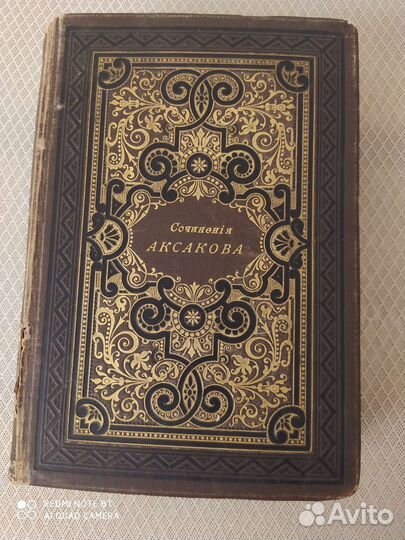 Сочиненія
АКСАКОВА
REDMI NOTE 8T
AI QUAD CAMERA
Avito